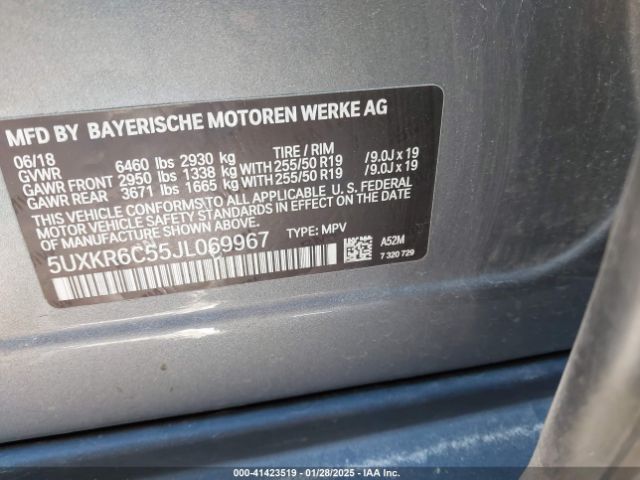 MFD BY BAYERISCHE MOTOREN WERKE AG
06/18 TIRE / RIM
GVWR 6460 lbs 2930 kg
GAWR FRONT 2950 lbs 1338 kg WITH 255/50 R19 / 9.0J x 19
GAWR REAR 3671 lbs 1665 kg WITH 255/50 R19 / 9.0J x 19
THIS VEHICLE CONFORMS TO ALL APPLICABLE U. S. FEDERAL
MOTOR VEHICLE SAFETY STANDARDS IN EFFECT ON THE DATE
OF MANUFACTURE SHOWN ABOVE.
5UXKR6C55JL069967 TYPE: MPV
A52M
7 320 729
000-41423519 | 01/28/2025 - IAA Inc.